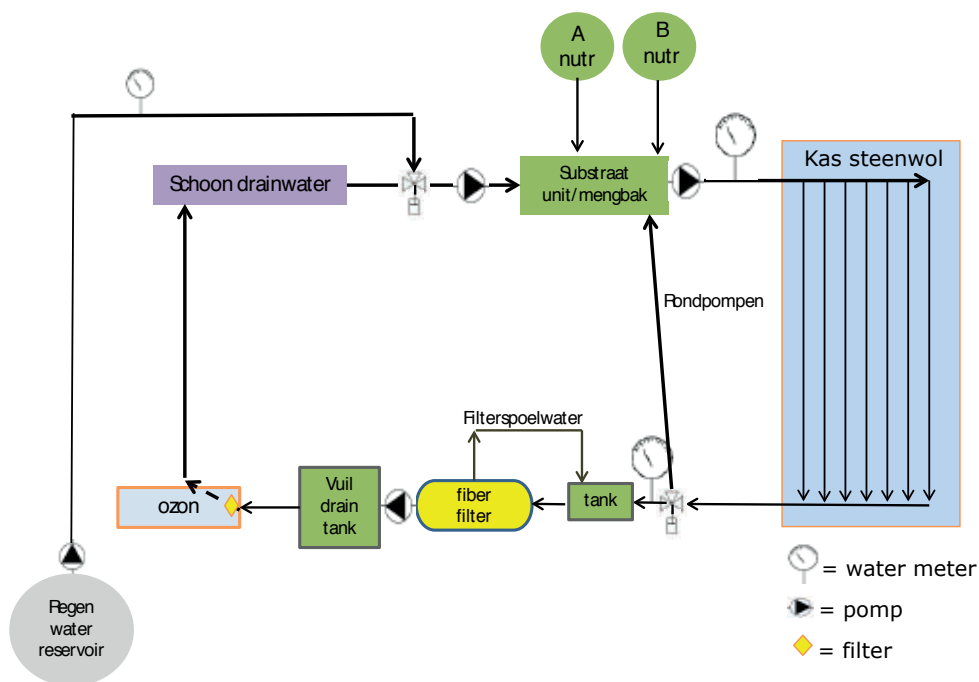 A
nutr
B
nutr
Kas steenwol
Schoon drainwater
Substraat
unit/mengbak
Rondpompen
Filterspoelwater
Vuil
drain
tank
fiber
filter
tank
ozon
Regen
water
reservoir
= water meter
= pomp
= filter